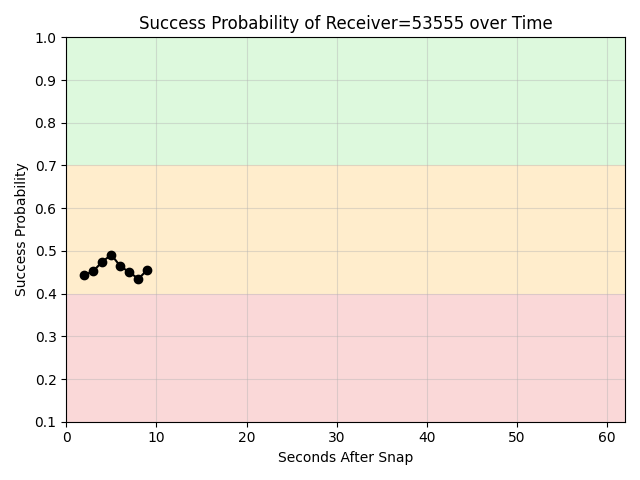 Success Probability of Receiver=53555 over Time
1.0
0.9
0.8
0.7
0.6
0.5
0.4
0.3
0.2
0.1
Success Probability
0 10 20 30 40 50 60
Seconds After Snap